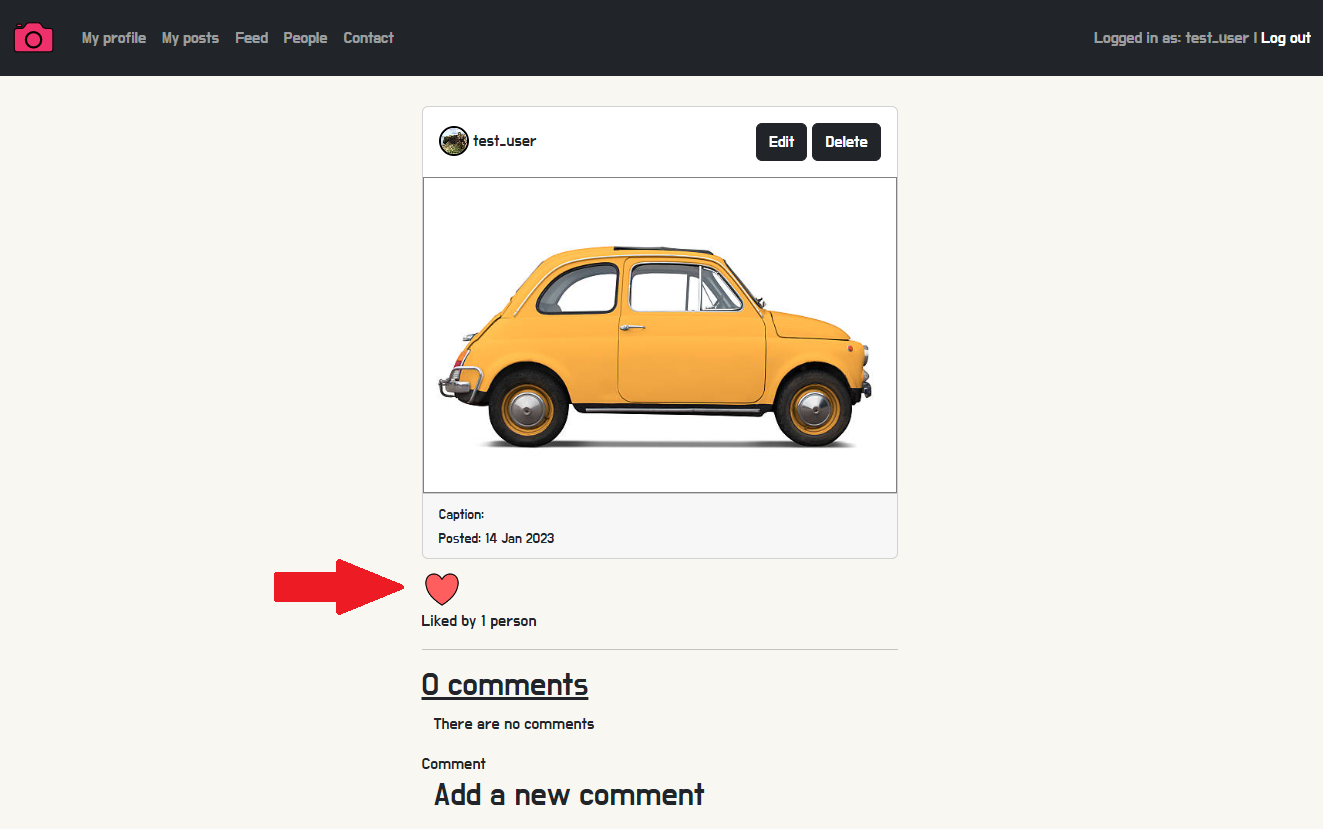 My profile My posts Feed People Contact Logged in as: test_user | Log out
test_user Edit Delete
Caption:
Posted: 14 Jan 2023
Liked by 1 person
0 comments
There are no comments
Comment
Add a new comment